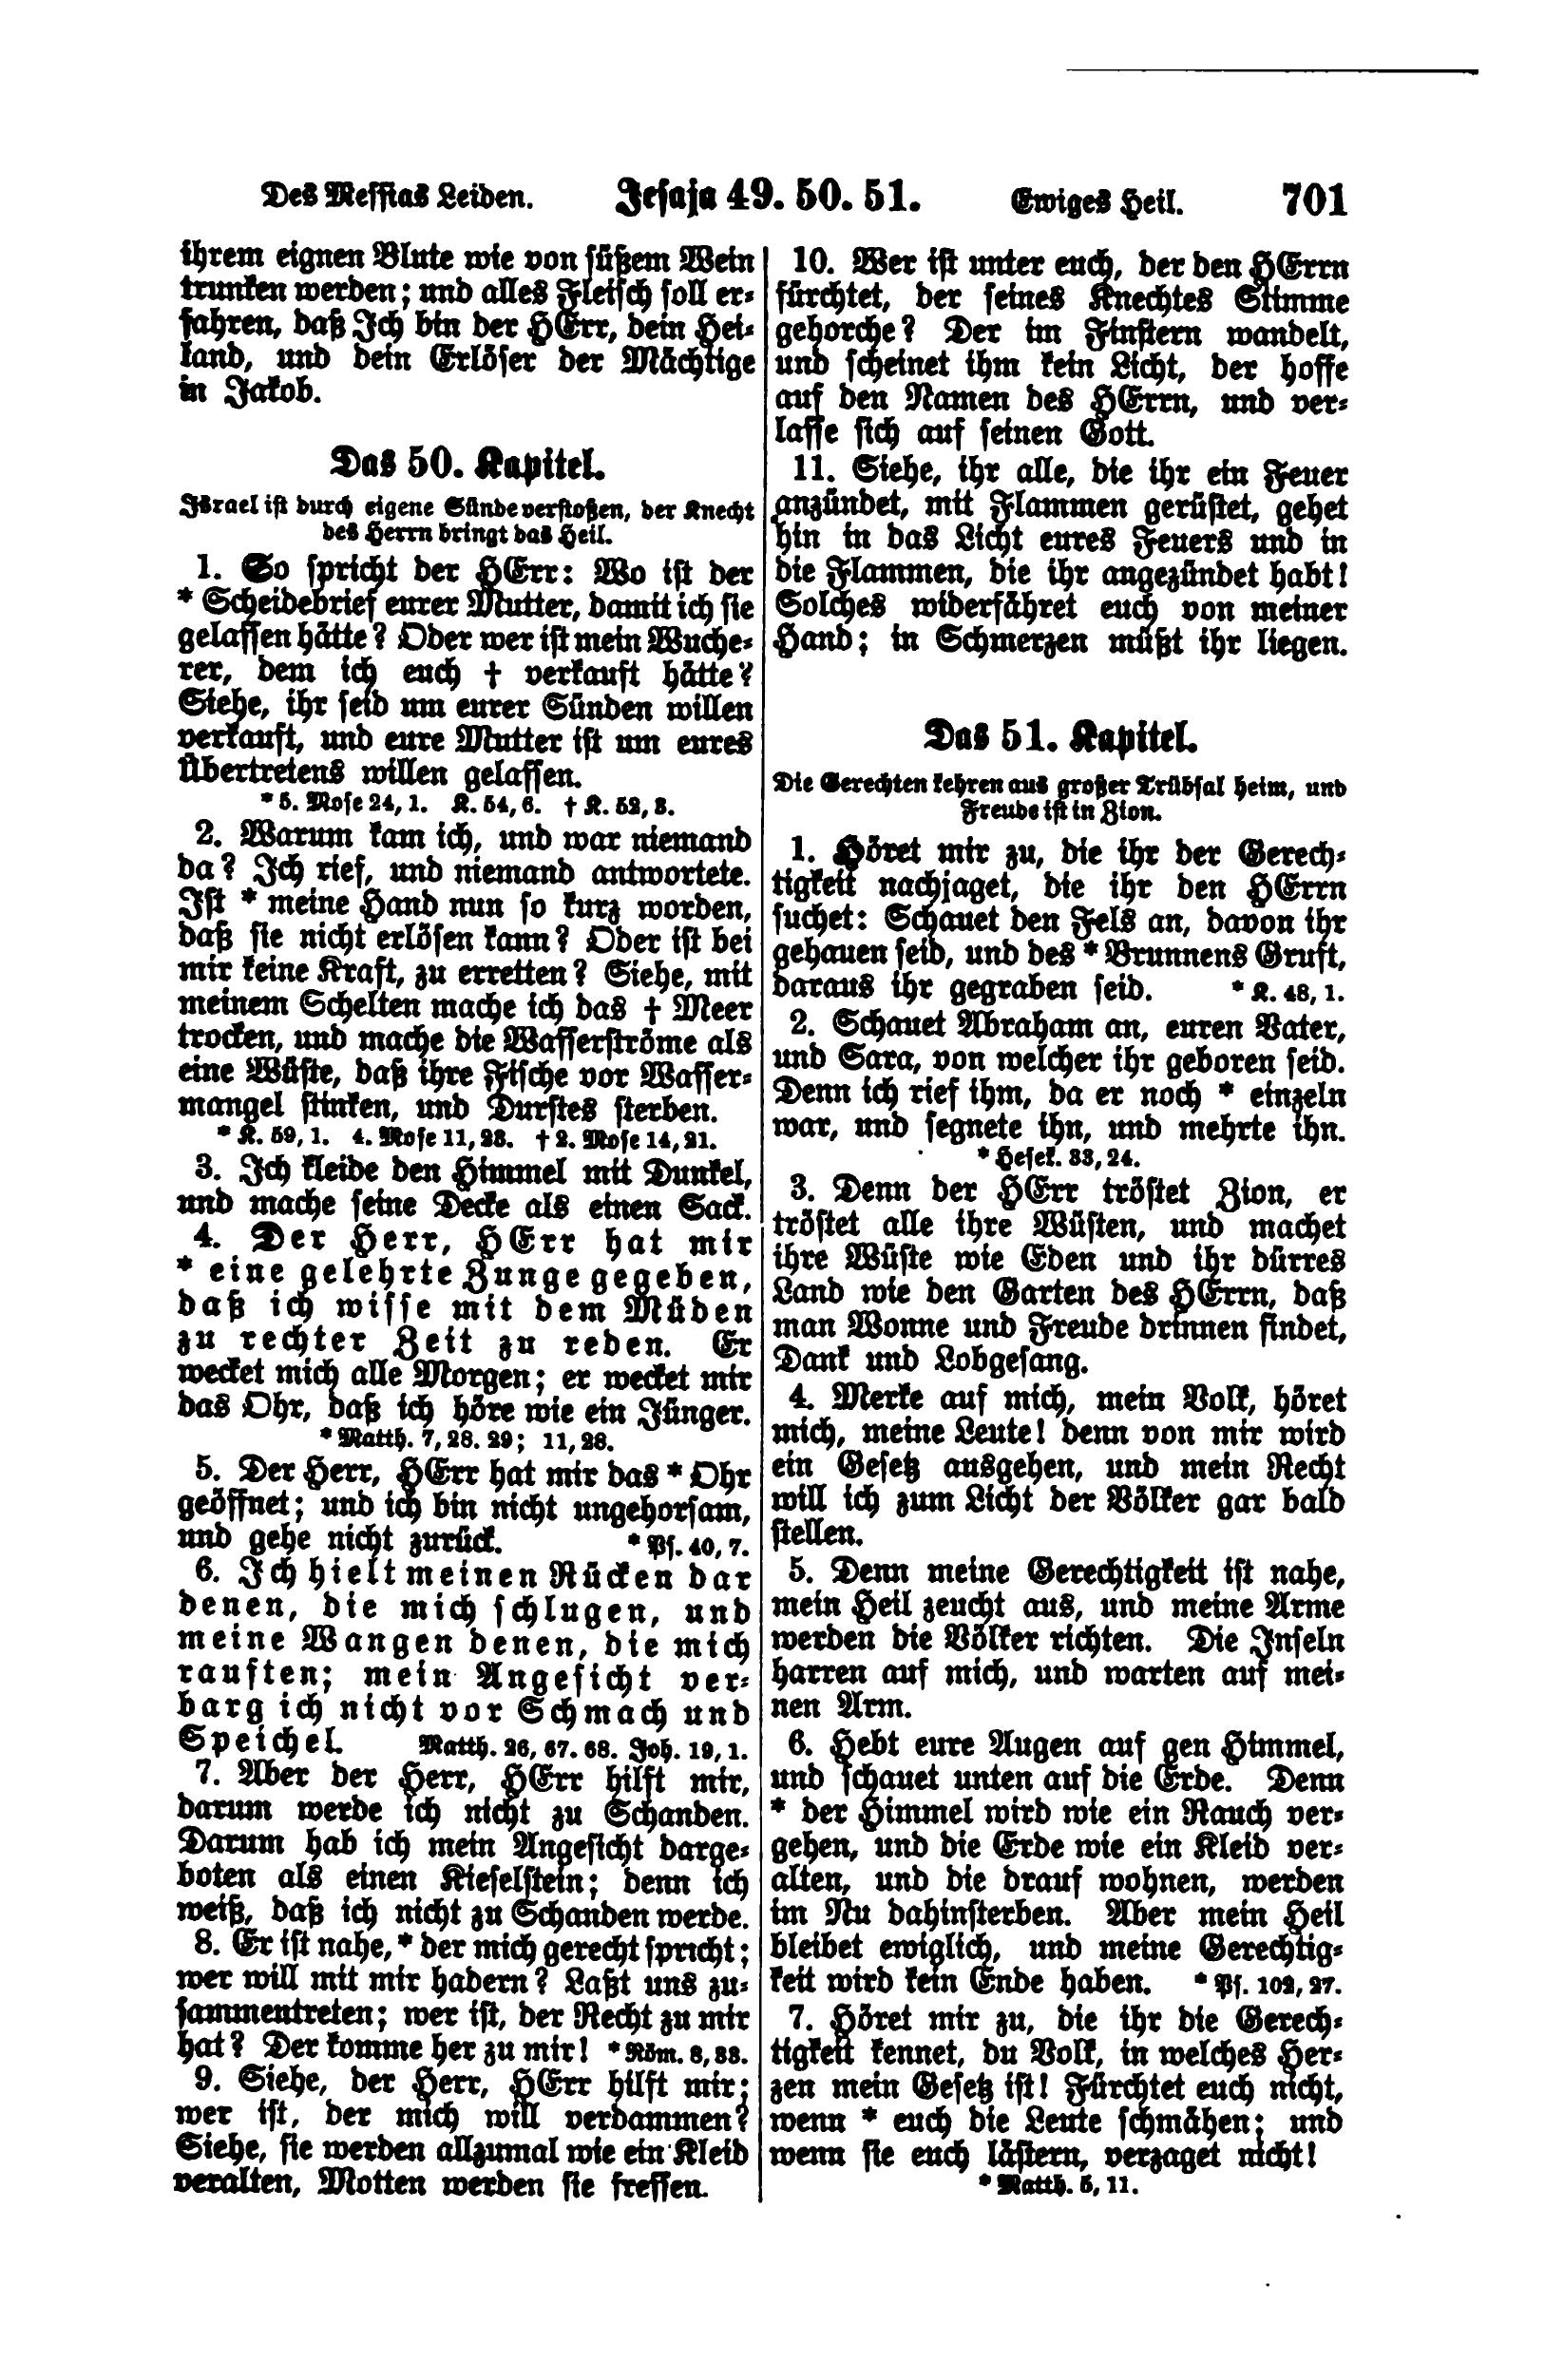 Des Messias Leiden. Jesaja 49. 50. 51. Ewiges Heil. 701
ihrem eignen Blute wie von süßem Wein
trunken werden; und alles Fleisch soll er-
fahren, daß Ich bin der HErr, dein Hei-
land, und dein Erlöser der Mächtige
in Jakob.
Das 50. Kapitel.
Israel ist durch eigene Sünde verstoßen, der Knecht
des Herrn bringt das Heil.
1. So spricht der HErr: Wo ist der
* Scheidebrief eurer Mutter, damit ich sie
gelassen hätte? Oder wer ist mein Wuche-
rer, dem ich euch † verkauft hätte?
Siehe, ihr seid um eurer Sünden willen
verkauft, und eure Mutter ist um eures
Übertretens willen gelassen.
* 5. Mose 24, 1. K. 54, 6. † K. 52, 3.
2. Warum kam ich, und war niemand
da? Ich rief, und niemand antwortete.
Ist * meine Hand nun so kurz worden,
daß sie nicht erlösen kann? Oder ist bei
mir keine Kraft, zu erretten? Siehe, mit
meinem Schelten mache ich das † Meer
trocken, und mache die Wasserströme als
eine Wüste, daß ihre Fische vor Wasser-
mangel stinken, und Durstes sterben.
* K. 59, 1. 4. Mose 11, 23. † 2. Mose 14, 21.
3. Ich kleide den Himmel mit Dunkel,
und mache seine Decke als einen Sack.
4. Der Herr, HErr hat mir
* eine gelehrte Zunge gegeben,
daß ich wisse mit dem Müden
zu rechter Zeit zu reden. Er
wecket mich alle Morgen; er wecket mir
das Ohr, daß ich höre wie ein Jünger.
* Matth. 7, 28. 29; 11, 28.
5. Der Herr, HErr hat mir das * Ohr
geöffnet; und ich bin nicht ungehorsam,
und gehe nicht zurück. * Ps. 40, 7.
6. Ich hielt meinen Rücken dar
denen, die mich schlugen, und
meine Wangen denen, die mich
rauften; mein Angesicht ver-
barg ich nicht vor Schmach und
Speichel. Matth. 26, 67. 68. Joh. 19, 1.
7. Aber der Herr, HErr hilft mir,
darum werde ich nicht zu Schanden.
Darum hab ich mein Angesicht darge-
boten als einen Kieselstein; denn ich
weiß, daß ich nicht zu Schanden werde.
8. Er ist nahe, * der mich gerecht spricht;
wer will mit mir hadern? Laßt uns zu-
sammentreten; wer ist, der Recht zu mir
hat? Der komme her zu mir! * Röm. 8, 33.
9. Siehe, der Herr, HErr hilft mir;
wer ist, der mich will verdammen?
Siehe, sie werden allzumal wie ein Kleid
veralten, Motten werden sie fressen.
10. Wer ist unter euch, der den HErrn
fürchtet, der seines Knechtes Stimme
gehorche? Der im Finstern wandelt,
und scheinet ihm kein Licht, der hoffe
auf den Namen des HErrn, und ver-
lasse sich auf seinen Gott.
11. Siehe, ihr alle, die ihr ein Feuer
anzündet, mit Flammen gerüstet, gehet
hin in das Licht eures Feuers und in
die Flammen, die ihr angezündet habt!
Solches widerfähret euch von meiner
Hand; in Schmerzen müßt ihr liegen.
Das 51. Kapitel.
Die Gerechten kehren aus großer Trübsal heim, und
Freude ist in Zion.
1. Höret mir zu, die ihr der Gerech-
tigkeit nachjaget, die ihr den HErrn
suchet: Schauet den Fels an, davon ihr
gehauen seid, und des * Brunnens Gruft,
daraus ihr gegraben seid. * K. 48, 1.
2. Schauet Abraham an, euren Vater,
und Sara, von welcher ihr geboren seid.
Denn ich rief ihm, da er noch * einzeln
war, und segnete ihn, und mehrte ihn.
* Hesek. 33, 24.
3. Denn der HErr tröstet Zion, er
tröstet alle ihre Wüsten, und machet
ihre Wüste wie Eden und ihr dürres
Land wie den Garten des HErrn, daß
man Wonne und Freude drinnen findet,
Dank und Lobgesang.
4. Merke auf mich, mein Volk, höret
mich, meine Leute! denn von mir wird
ein Gesetz ausgehen, und mein Recht
will ich zum Licht der Völker gar bald
stellen.
5. Denn meine Gerechtigkeit ist nahe,
mein Heil zeucht aus, und meine Arme
werden die Völker richten. Die Inseln
harren auf mich, und warten auf mei-
nen Arm.
6. Hebt eure Augen auf gen Himmel,
und schauet unten auf die Erde. Denn
* der Himmel wird wie ein Rauch ver-
gehen, und die Erde wie ein Kleid ver-
alten, und die drauf wohnen, werden
im Nu dahinsterben. Aber mein Heil
bleibet ewiglich, und meine Gerechtig-
keit wird kein Ende haben. * Ps. 102, 27.
7. Höret mir zu, die ihr die Gerech-
tigkeit kennet, du Volk, in welches Her-
zen mein Gesetz ist! Fürchtet euch nicht,
wenn * euch die Leute schmähen; und
wenn sie euch lästern, verzaget nicht!
* Matth. 5, 11.